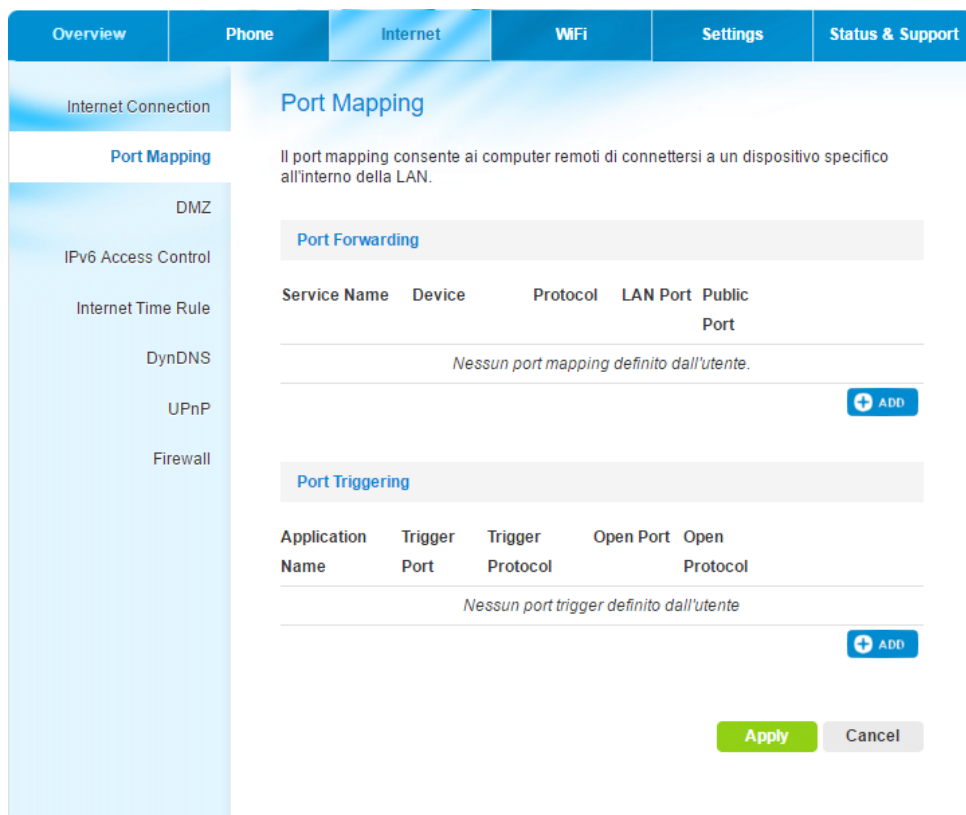 Overview Phone Internet WiFi Settings Status & Support
Internet Connection
Port Mapping
DMZ
IPv6 Access Control
Internet Time Rule
DynDNS
UPnP
Firewall
Port Mapping
Il port mapping consente ai computer remoti di connettersi a un dispositivo specifico
all'interno della LAN.
Port Forwarding
Service Name Device Protocol LAN Port Public
Port
Nessun port mapping definito dall'utente.
ADD
Port Triggering
Application Trigger Trigger Open Port Open
Name Port Protocol Protocol
Nessun port trigger definito dall'utente
ADD
Apply Cancel